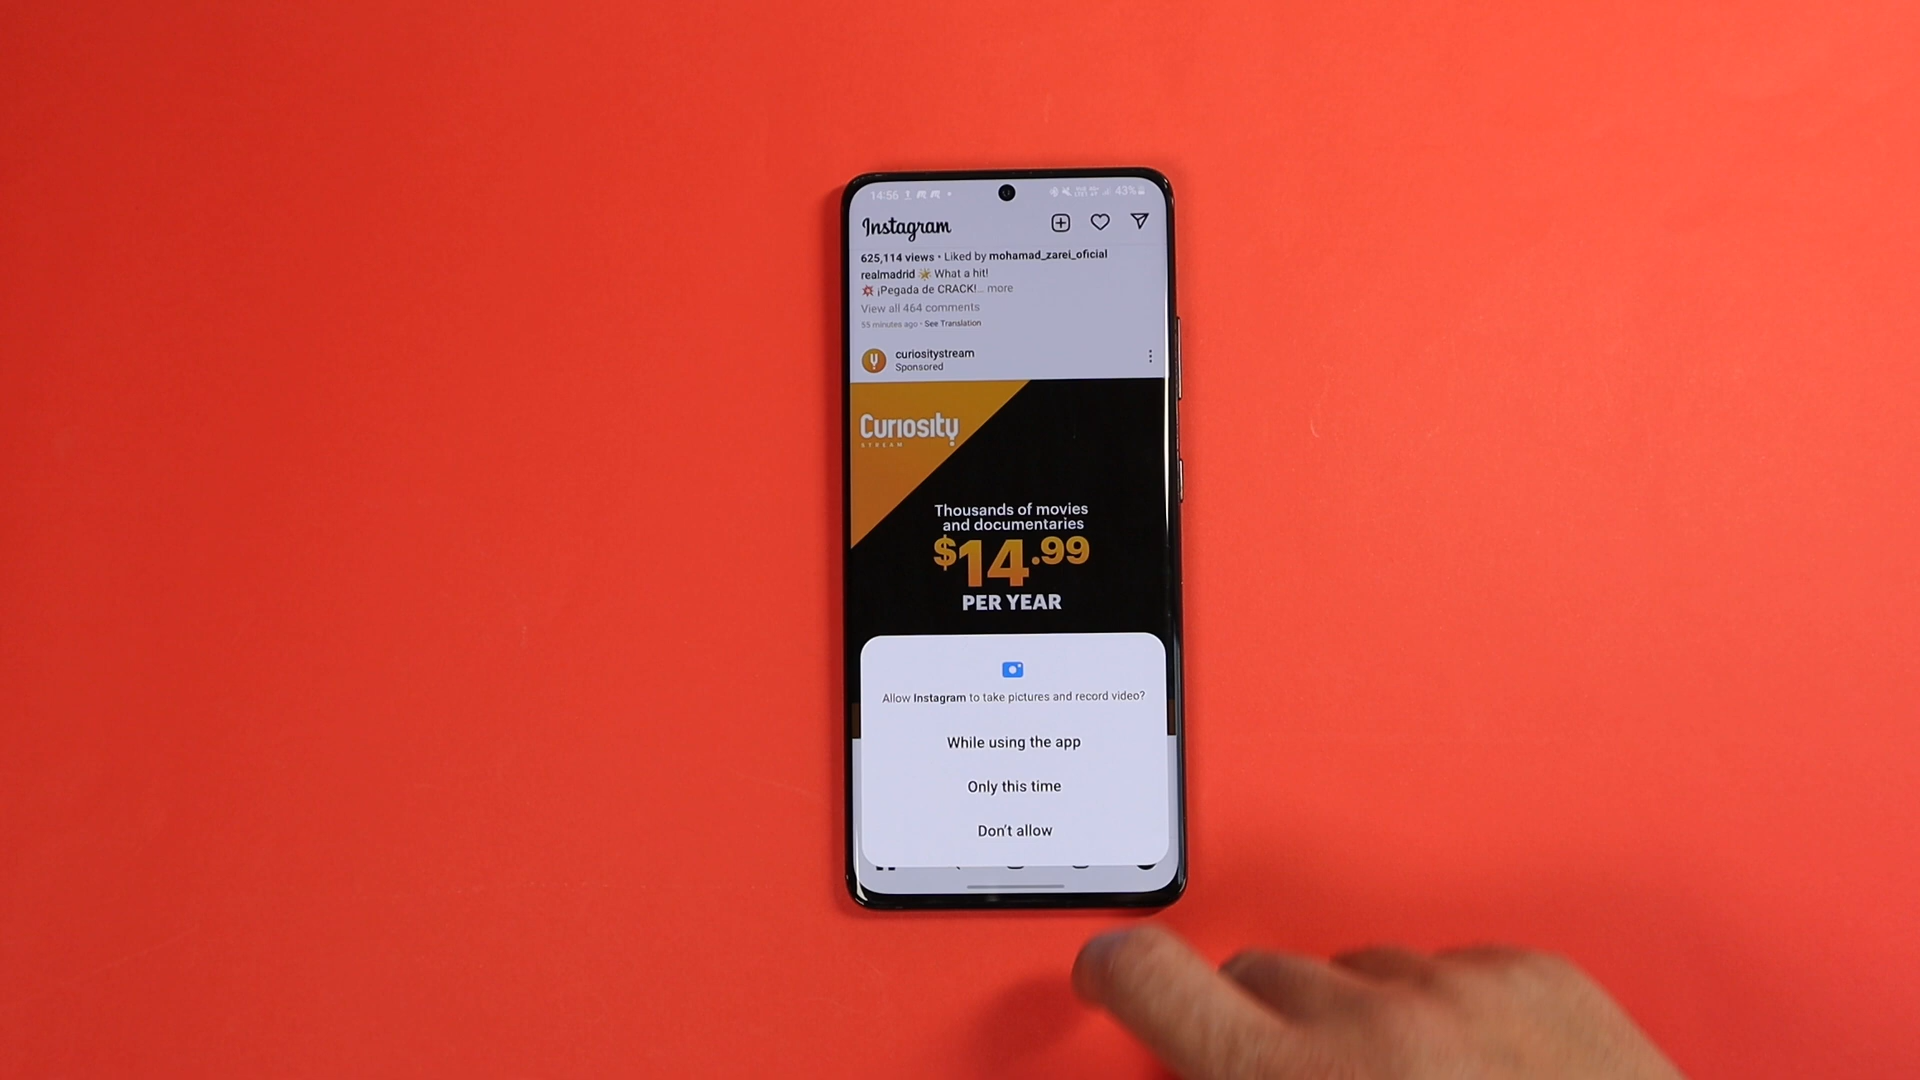 14:56
43%
Instagram
625,114 views • Liked by mohamad_zarei_oficial
realmadrid 🌟 What a hit!
💥 ¡Pegada de CRACK!... more
View all 464 comments
55 minutes ago • See Translation
curiositystream
Sponsored
Curiosity
STREAM
Thousands of movies
and documentaries
$14.99
PER YEAR
Allow Instagram to take pictures and record video?
While using the app
Only this time
Don't allow